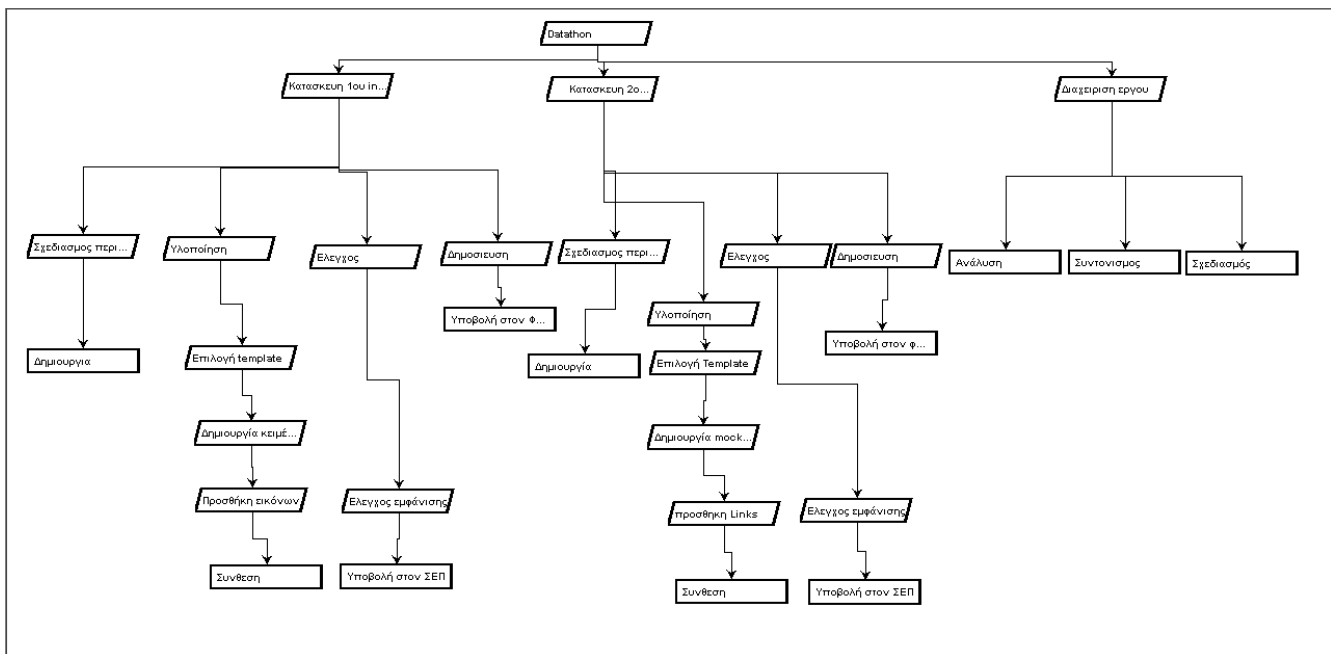 Datathon
Κατασκευη 1ου in...
Κατασκευη 2ο...
Διαχειριση εργου
Σχεδιασμος περι...
Υλοποίηση
Ελεγχος
Δημοσιευση
Σχεδιασμος περι...
Ελεγχος
Δημοσιευση
Ανάλυση
Συντονισμος
Σχεδιασμός
Υποβολή στον Φ...
Υλοποίηση
Υποβολή στον φ...
Δημιουργια
Επιλογή template
Δημιουργία
Επιλογή Template
Δημιουργία κειμέ...
Δημιουργία mock...
Προσθήκη εικόνων
Ελεγχος εμφάνισης
προσθηκη Links
Ελεγχος εμφάνισης
Συνθεση
Υποβολή στον ΣΕΠ
Συνθεση
Υποβολή στον ΣΕΠ